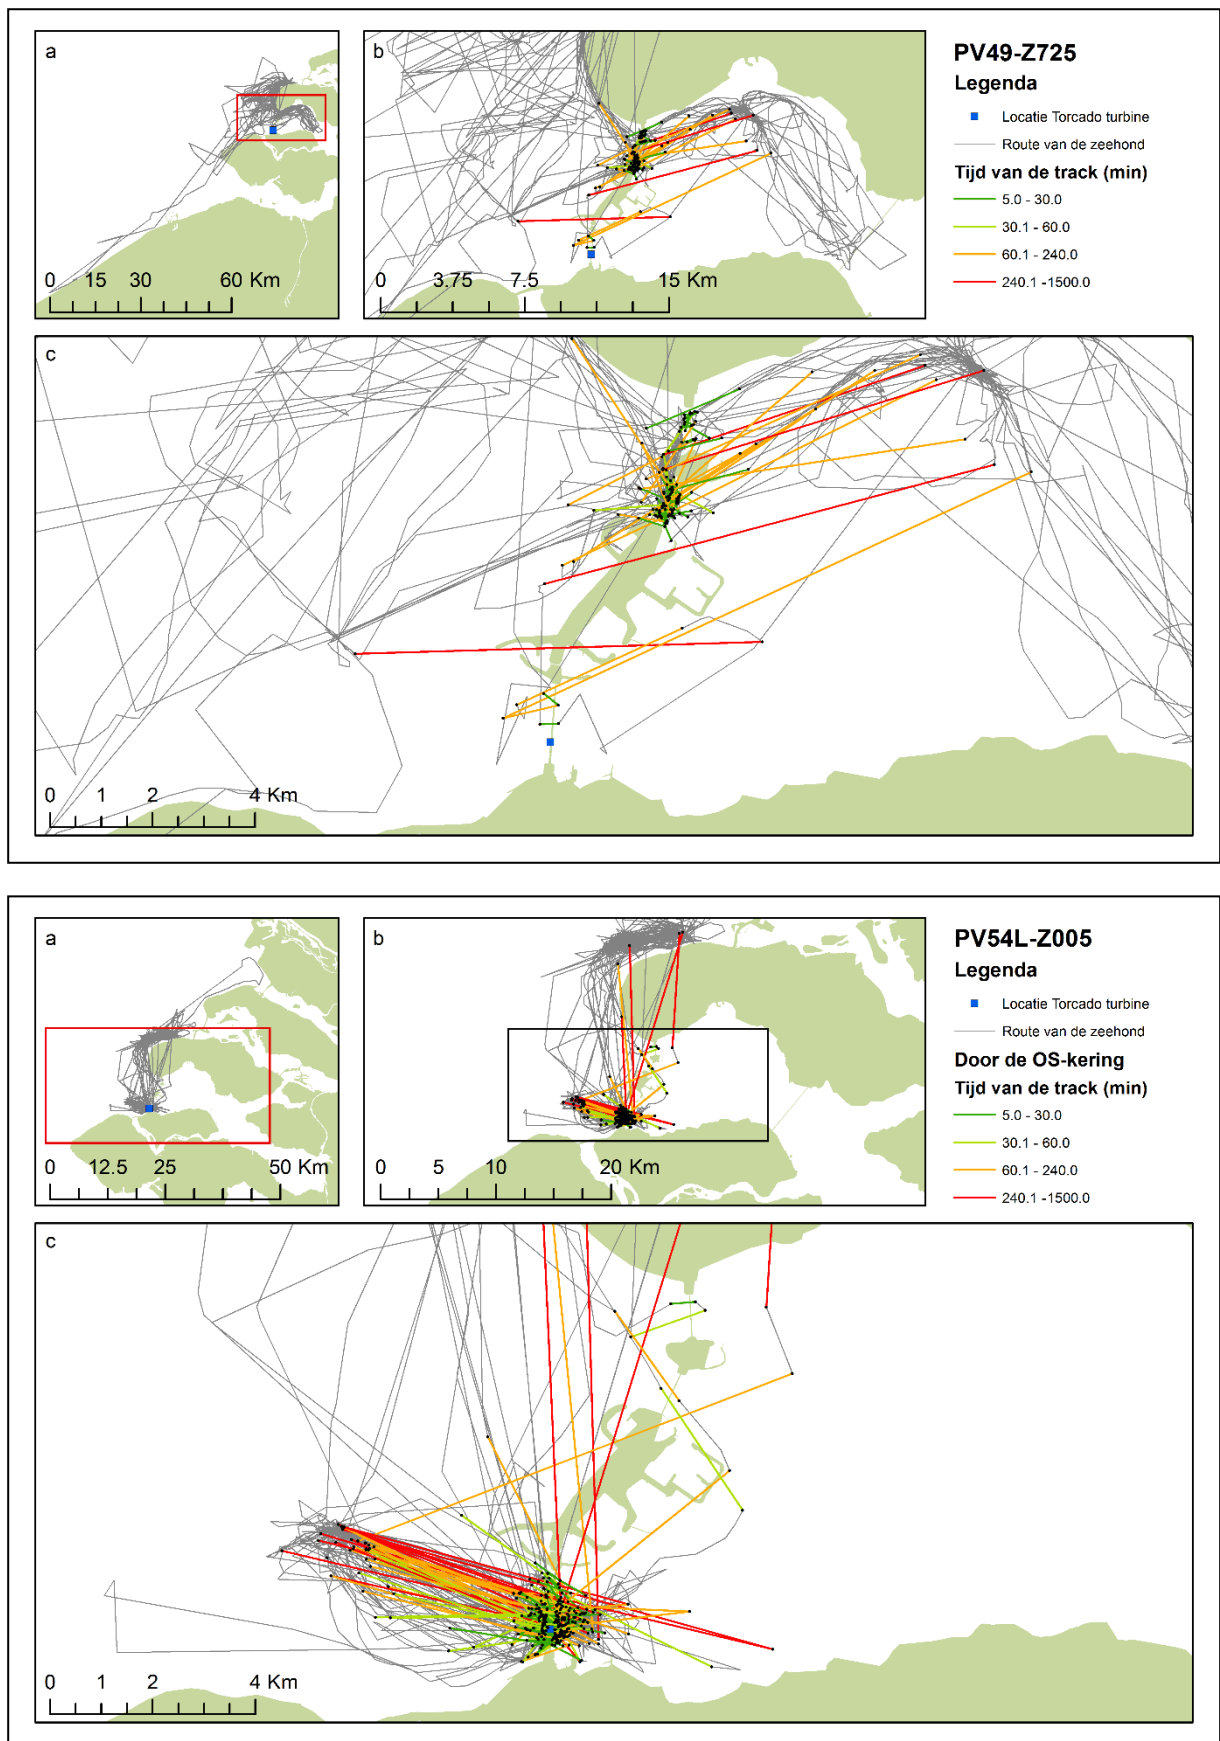 a
0 15 30 60 Km
b
0 3.75 7.5 15 Km
PV49-Z725
Legenda
Locatie Torcado turbine
Route van de zeehond
Tijd van de track (min)
5.0 - 30.0
30.1 - 60.0
60.1 - 240.0
240.1 -1500.0
c
0 1 2 4 Km
a
0 12.5 25 50 Km
b
0 5 10 20 Km
PV54L-Z005
Legenda
Locatie Torcado turbine
Route van de zeehond
Door de OS-kering
Tijd van de track (min)
5.0 - 30.0
30.1 - 60.0
60.1 - 240.0
240.1 -1500.0
c
0 1 2 4 Km